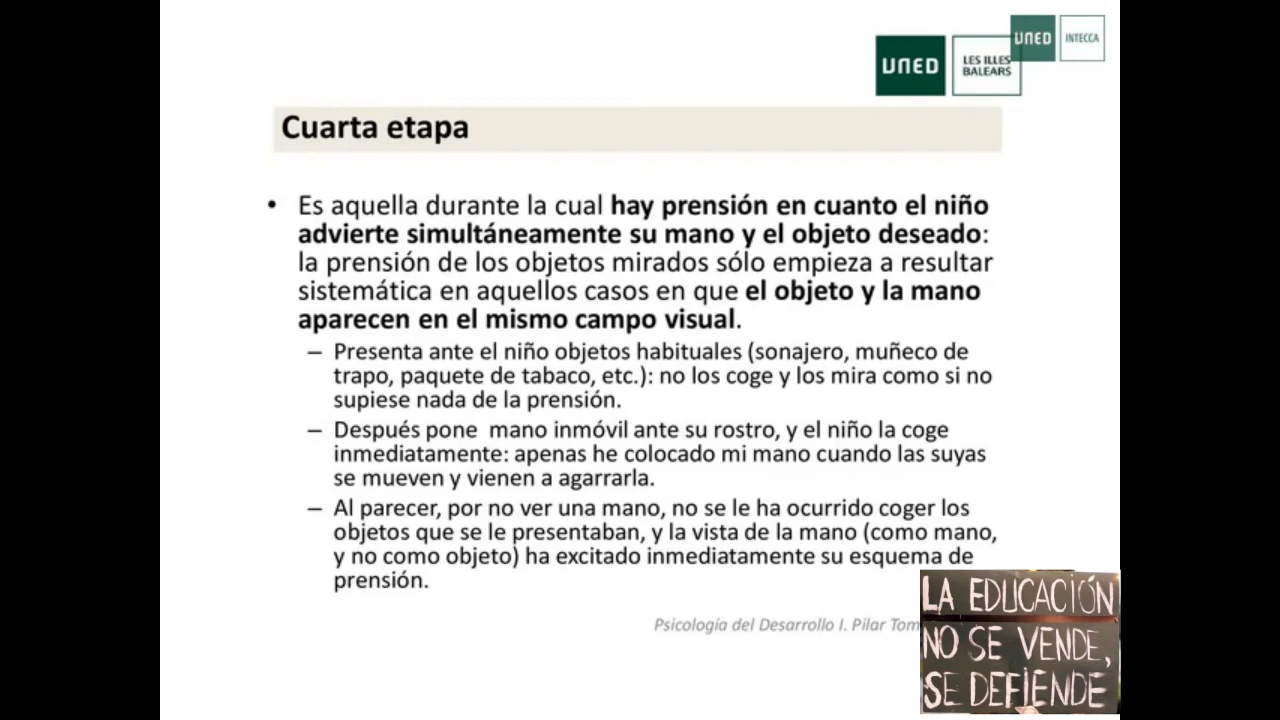 UNED
INTECCA
UNED
LES ILLES
BALEARS
Cuarta etapa
• Es aquella durante la cual hay prensión en cuanto el niño
advierte simultáneamente su mano y el objeto deseado:
la prensión de los objetos mirados sólo empieza a resultar
sistemática en aquellos casos en que el objeto y la mano
aparecen en el mismo campo visual.
– Presenta ante el niño objetos habituales (sonajero, muñeco de
trapo, paquete de tabaco, etc.): no los coge y los mira como si no
supiese nada de la prensión.
– Después pone mano inmóvil ante su rostro, y el niño la coge
inmediatamente: apenas he colocado mi mano cuando las suyas
se mueven y vienen a agarrarla.
– Al parecer, por no ver una mano, no se le ha ocurrido coger los
objetos que se le presentaban, y la vista de la mano (como mano,
y no como objeto) ha excitado inmediatamente su esquema de
prensión.
Psicología del Desarrollo I. Pilar Tom
LA EDUCACIÓN
NO SE VENDE,
SE DEFIENDE